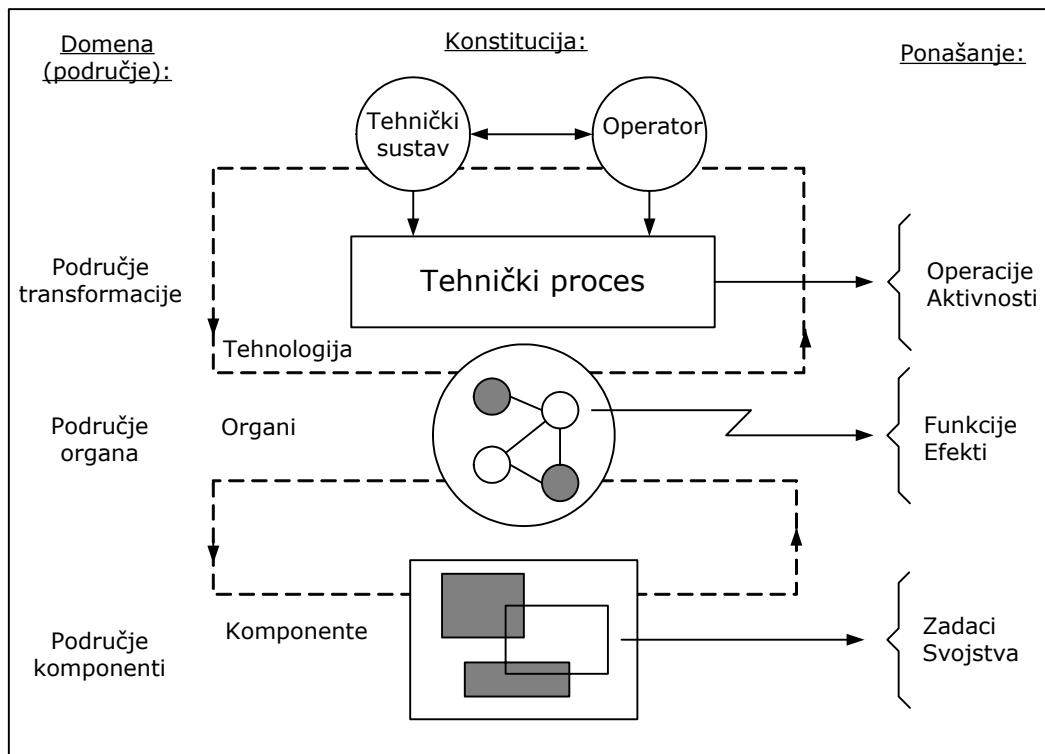 Domena
(područje):
Konstitucija:
Ponašanje:
Tehnički
sustav
Operator
Područje
transformacije
Tehnički proces
Operacije
Aktivnosti
Tehnologija
Područje
organa
Organi
Funkcije
Efekti
Područje
komponenti
Komponente
Zadaci
Svojstva